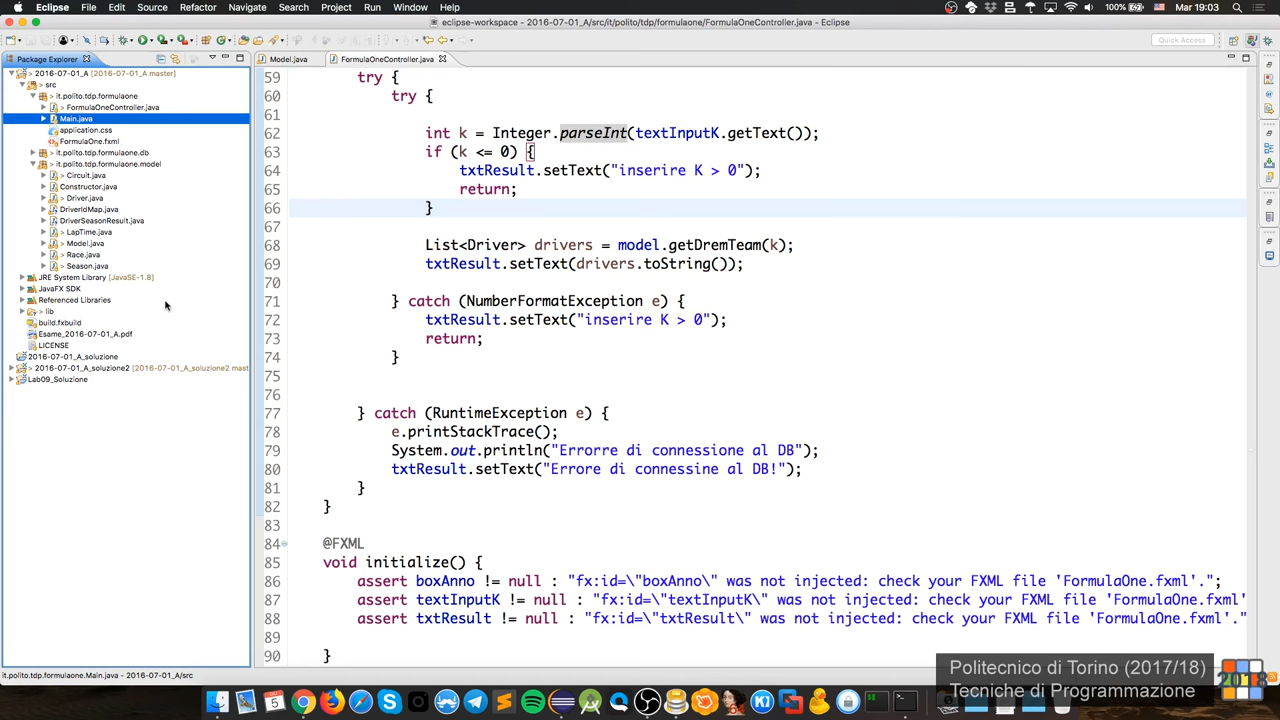 Eclipse File Edit Source Refactor Navigate Search Project Run Window Help 100% Mar 19:03
eclipse-workspace - 2016-07-01_A/src/it/polito/tdp/formulaone/FormulaOneController.java - Eclipse
Quick Access
Package Explorer
Model.java FormulaOneController.java
2016-07-01_A [2016-07-01_A master]
> src
> it.polito.tdp.formulaone
> FormulaOneController.java
> Main.java
application.css
FormulaOne.fxml
> it.polito.tdp.formulaone.db
> it.polito.tdp.formulaone.model
> Circuit.java
Constructor.java
> Driver.java
DriverIdMap.java
DriverSeasonResult.java
> LapTime.java
> Model.java
> Race.java
> Season.java
JRE System Library [JavaSE-1.8]
JavaFX SDK
Referenced Libraries
> lib
build.fxbuild
Esame_2016-07-01_A.pdf
LICENSE
2016-07-01_A_soluzione
> 2016-07-01_A_soluzione2 [2016-07-01_A_soluzione2 mast
Lab09_Soluzione
59 try {
60 try {
61
62 int k = Integer.parseInt(textInputK.getText());
63 if (k <= 0) {
64 txtResult.setText("inserire K > 0");
65 return;
66 }
67
68 List<Driver> drivers = model.getDremTeam(k);
69 txtResult.setText(drivers.toString());
70
71 } catch (NumberFormatException e) {
72 txtResult.setText("inserire K > 0");
73 return;
74 }
75
76
77 } catch (RuntimeException e) {
78 e.printStackTrace();
79 System.out.println("Errorre di connessione al DB");
80 txtResult.setText("Errore di connessine al DB!");
81 }
82 }
83
84 @FXML
85 void initialize() {
86 assert boxAnno != null : "fx:id=\"boxAnno\" was not injected: check your FXML file 'FormulaOne.fxml'.";
87 assert textInputK != null : "fx:id=\"textInputK\" was not injected: check your FXML file 'FormulaOne.fxml'
88 assert txtResult != null : "fx:id=\"txtResult\" was not injected: check your FXML file 'FormulaOne.fxml'."
89
90 }
it.polito.tdp.formulaone.Main.java - 2016-07-01_A/src
Politecnico di Torino (2017/18)
Tecniche di Programmazione
2018